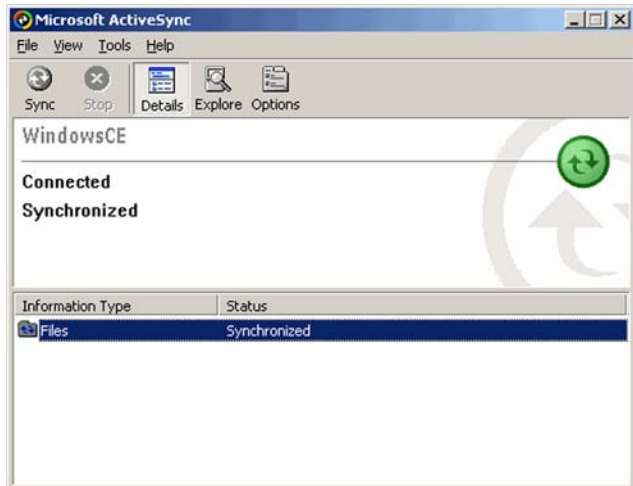 Microsoft ActiveSync
File View Tools Help
Sync Stop Details Explore Options
WindowsCE
Connected
Synchronized
Information Type Status
Files Synchronized